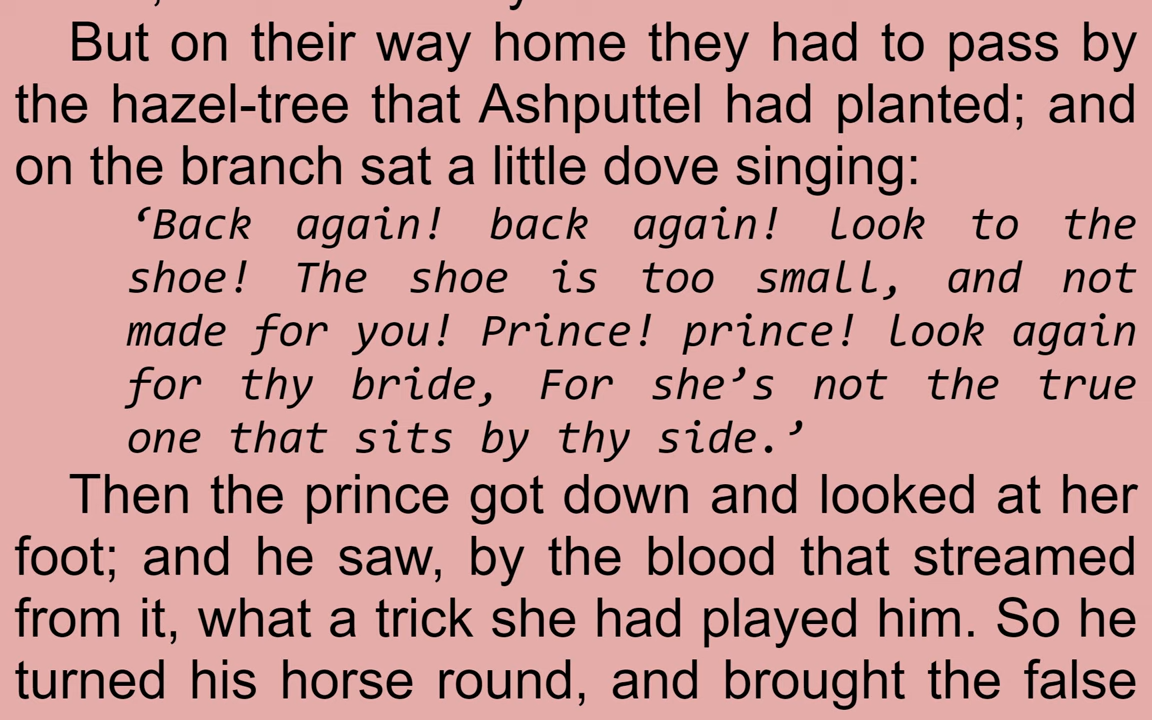 But on their way home they had to pass by
the hazel-tree that Ashputtel had planted; and
on the branch sat a little dove singing:
‘Back again! back again! look to the
shoe! The shoe is too small, and not
made for you! Prince! prince! look again
for thy bride, For she’s not the true
one that sits by thy side.’
Then the prince got down and looked at her
foot; and he saw, by the blood that streamed
from it, what a trick she had played him. So he
turned his horse round, and brought the false